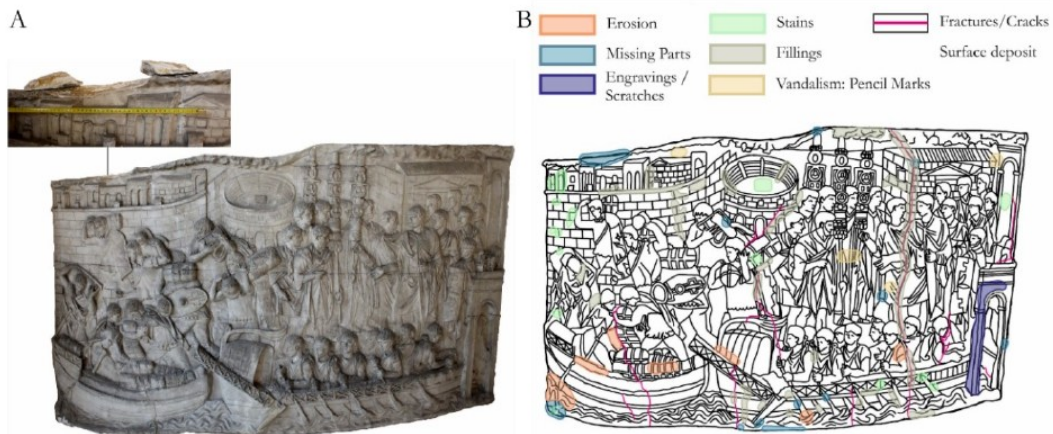 A
B
Erosion
Missing Parts
Engravings /
Scratches
Stains
Fillings
Vandalism: Pencil Marks
Fractures/Cracks
Surface deposit